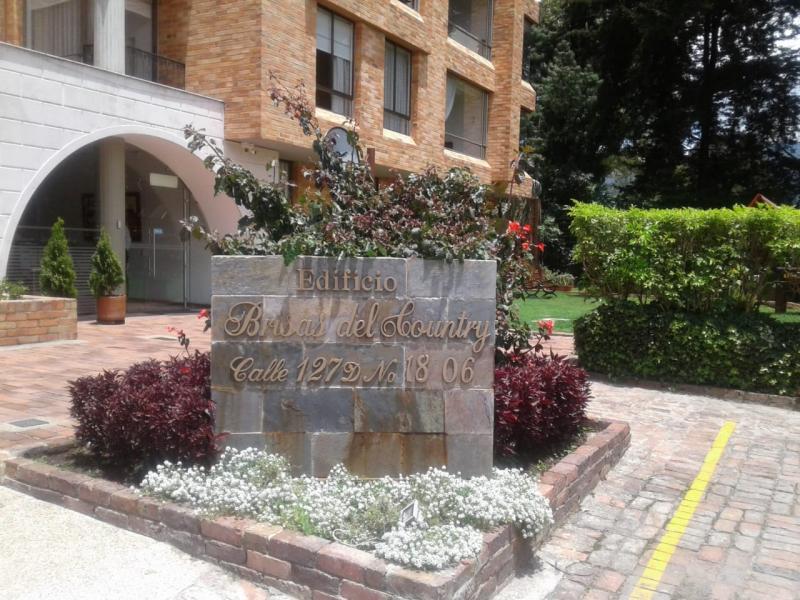 Edificio
Brisas del Country
Calle 127D No 18 06